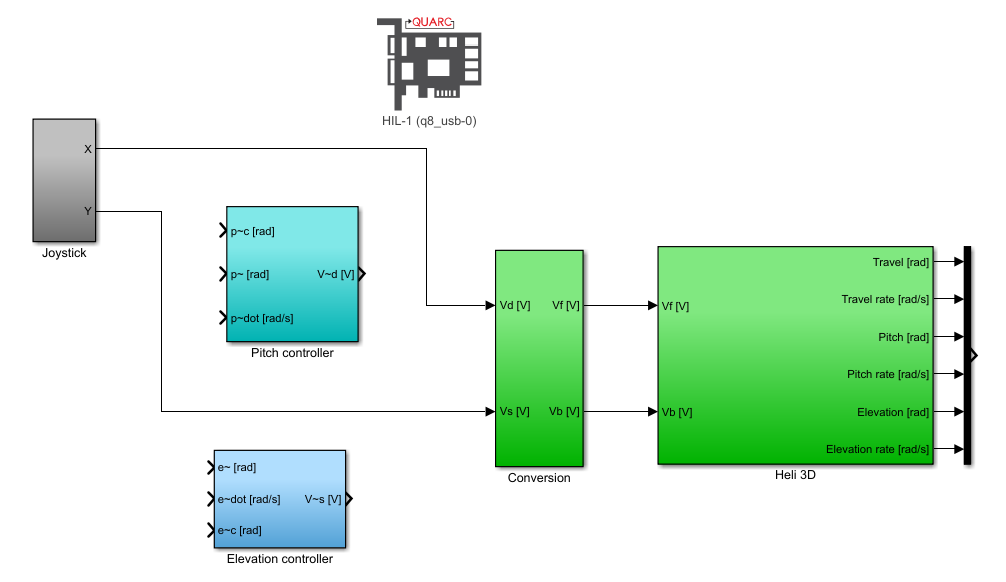 QUARC
HIL-1 (q8_usb-0)
X
Y
Joystick
p~c [rad]
p~ [rad]
V~d [V]
p~dot [rad/s]
Pitch controller
Vd [V]
Vf [V]
Vs [V]
Vb [V]
Conversion
Vf [V]
Vb [V]
Travel [rad]
Travel rate [rad/s]
Pitch [rad]
Pitch rate [rad/s]
Elevation [rad]
Elevation rate [rad/s]
Heli 3D
e~ [rad]
e~dot [rad/s]
V~s [V]
e~c [rad]
Elevation controller